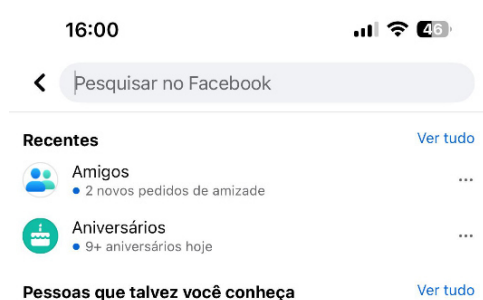 16:00
46
Pesquisar no Facebook
Recentes
Ver tudo
Amigos
2 novos pedidos de amizade
Aniversários
9+ aniversários hoje
Pessoas que talvez você conheça
Ver tudo